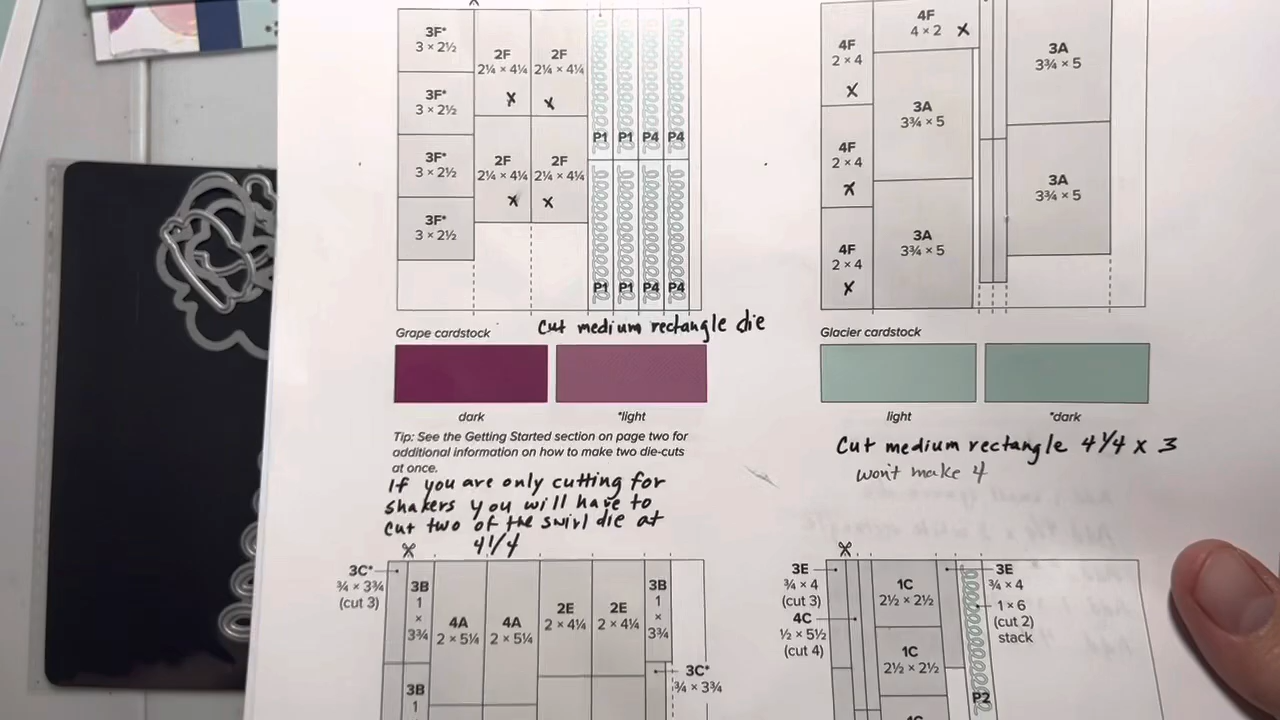 3F*
3 × 2½
3F*
3 × 2½
3F*
3 × 2½
3F*
3 × 2½
2F
2¼ × 4¼
x
2F
2¼ × 4¼
x
2F
2¼ × 4¼
x
2F
2¼ × 4¼
x
P1 P1 P4 P4
P1 P1 P4 P4
Grape cardstock
Cut medium rectangle die
dark
*light
Tip: See the Getting Started section on page two for
additional information on how to make two die-cuts
at once.
If you are only cutting for
shakers you will have to
cut two of the swirl die at
4 1/4
4F
2 × 4
x
4F
2 × 4
x
4F
2 × 4
x
4F
4 × 2 x
3A
3¾ × 5
3A
3¾ × 5
3A
3¾ × 5
3A
3¾ × 5
Glacier cardstock
light
*dark
Cut medium rectangle 4 1/4 x 3
won't make 4
3C*
¾ × 3¾
(cut 3)
3B
1
×
3¾
3B
1
4A
2 × 5¼
4A
2 × 5¼
2E
2 × 4¼
2E
2 × 4¼
3B
1
×
3¾
3C*
¾ × 3¾
3E
¾ × 4
(cut 3)
4C
½ × 5½
(cut 4)
1C
2½ × 2½
1C
2½ × 2½
3E
¾ × 4
1 × 6
(cut 2)
stack
P2